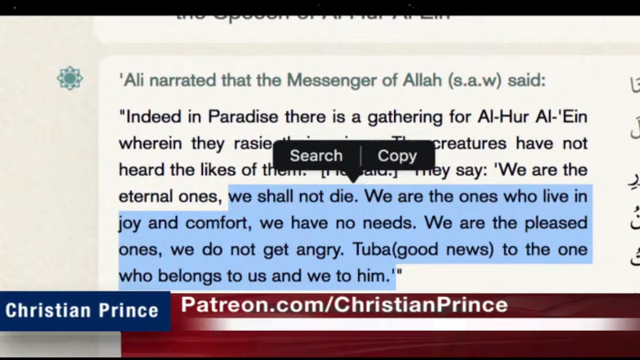 the Speech of Al-Hur Al-Ein
'Ali narrated that the Messenger of Allah (s.a.w) said:
"Indeed in Paradise there is a gathering for Al-Hur Al-'Ein
wherein they rasie creatures have not
Search Copy
heard the likes of They say: 'We are the
eternal ones, we shall not die. We are the ones who live in
joy and comfort, we have no needs. We are the pleased
ones, we do not get angry. Tuba(good news) to the one
who belongs to us and we to him.'"
Christian Prince
Patreon.com/ChristianPrince